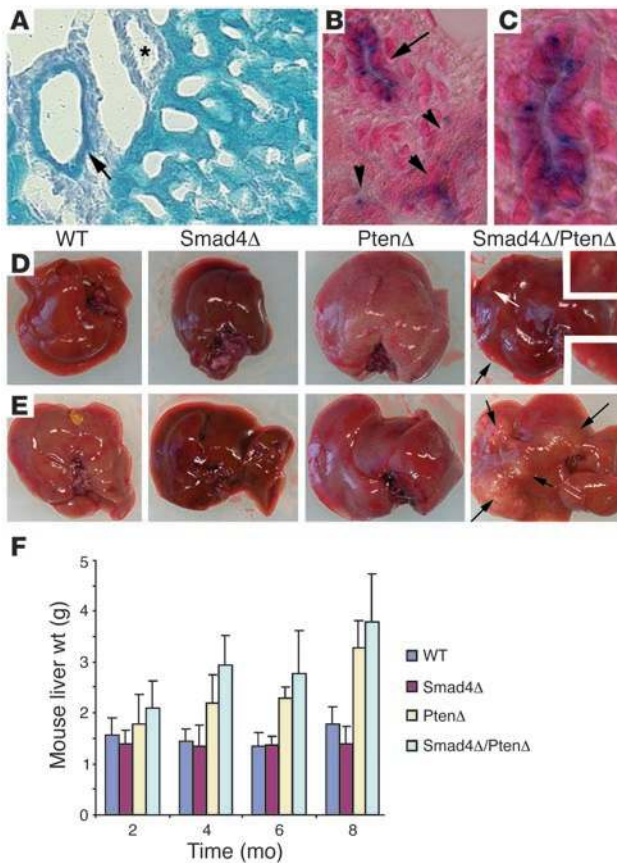 A
*
B
C
WT Smad4Δ PtenΔ Smad4Δ/PtenΔ
D
E
F
Mouse liver wt (g)
5
4
3
2
1
0
2 4 6 8
Time (mo)
WT
Smad4Δ
PtenΔ
Smad4Δ/PtenΔ